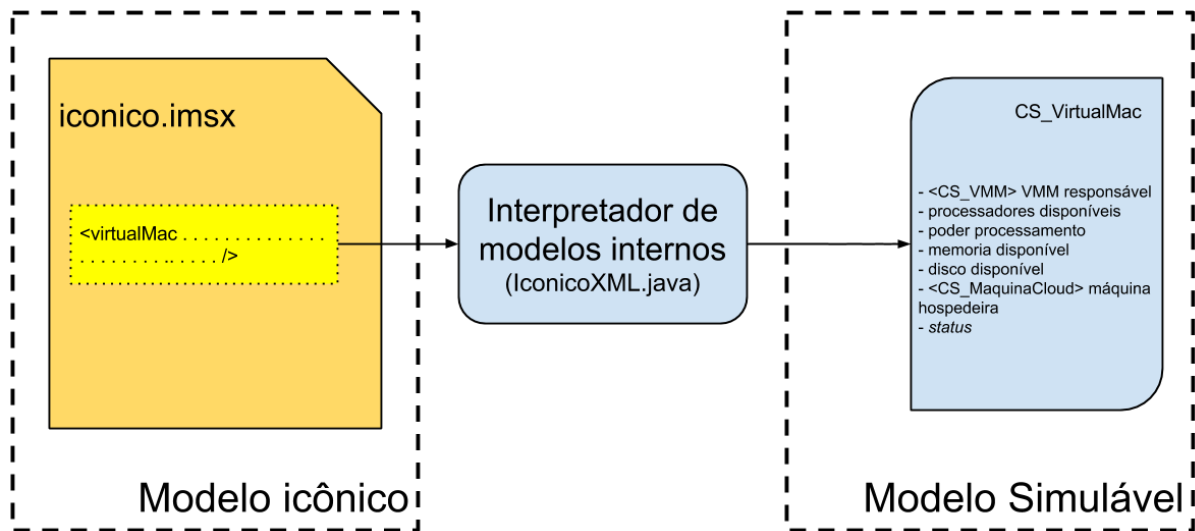 iconico.imsx
<virtualMac . . . . . . . . . . . . . . .
. . . . . . . . . .. . . . . . />
Modelo icônico
Interpretador de
modelos internos
(IconicoXML.java)
CS_VirtualMac
- <CS_VMM> VMM responsável
- processadores disponíveis
- poder processamento
- memoria disponível
- disco disponível
- <CS_MaquinaCloud> máquina
hospedeira
- status
Modelo Simulável